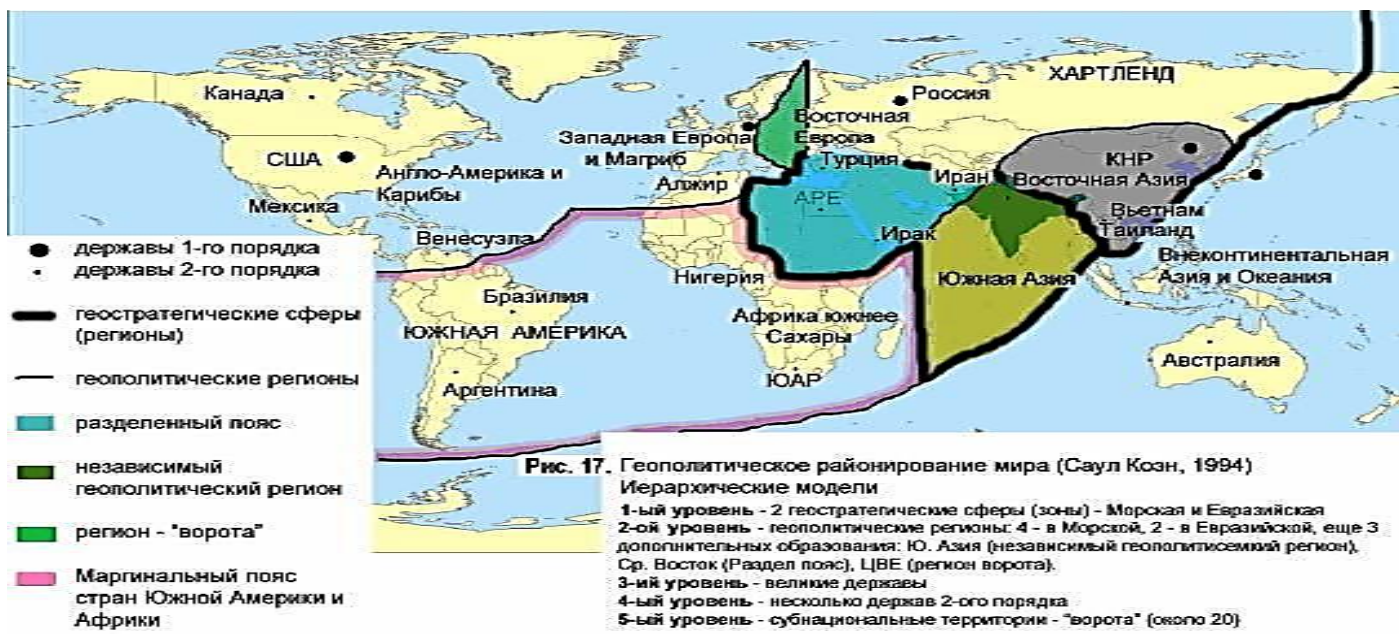 ХАРТЛЕНД
Канада
Россия
Восточная
Европа
Западная Европа
и Магриб
США
Турция
КНР
Англо-Америка и
Карибы
Алжир
Иран
Восточная Азия
Мексика
АРЕ
Вьетнам
Таиланд
Венесуэла
Ирак
Внеконтинентальная
Азия и Океания
Нигерия
Южная Азия
Бразилия
ЮЖНАЯ АМЕРИКА
Африка южнее
Сахары
Австралия
Аргентина
ЮАР
державы 1-го порядка
державы 2-го порядка
геостратегические сферы
(регионы)
геополитические регионы
разделенный пояс
независимый
геополитический регион
регион - "ворота"
Маргинальный пояс
стран Южной Америки и
Африки
Рис. 17. Геополитическое районирование мира (Саул Коэн, 1994)
Иерархические модели
1-ый уровень - 2 геостратегические сферы (зоны) - Морская и Евразийская
2-ой уровень - геополитические регионы: 4 - в Морской, 2 - в Евразийской, еще 3
дополнительных образования: Ю. Азия (независимый геополитисемкий регион),
Ср. Восток (Раздел пояс), ЦВЕ (регион ворота).
3-ий уровень - великие державы
4-ый уровень - несколько держав 2-ого порядка
5-ый уровень - субнациональные территории - "ворота" (около 20)